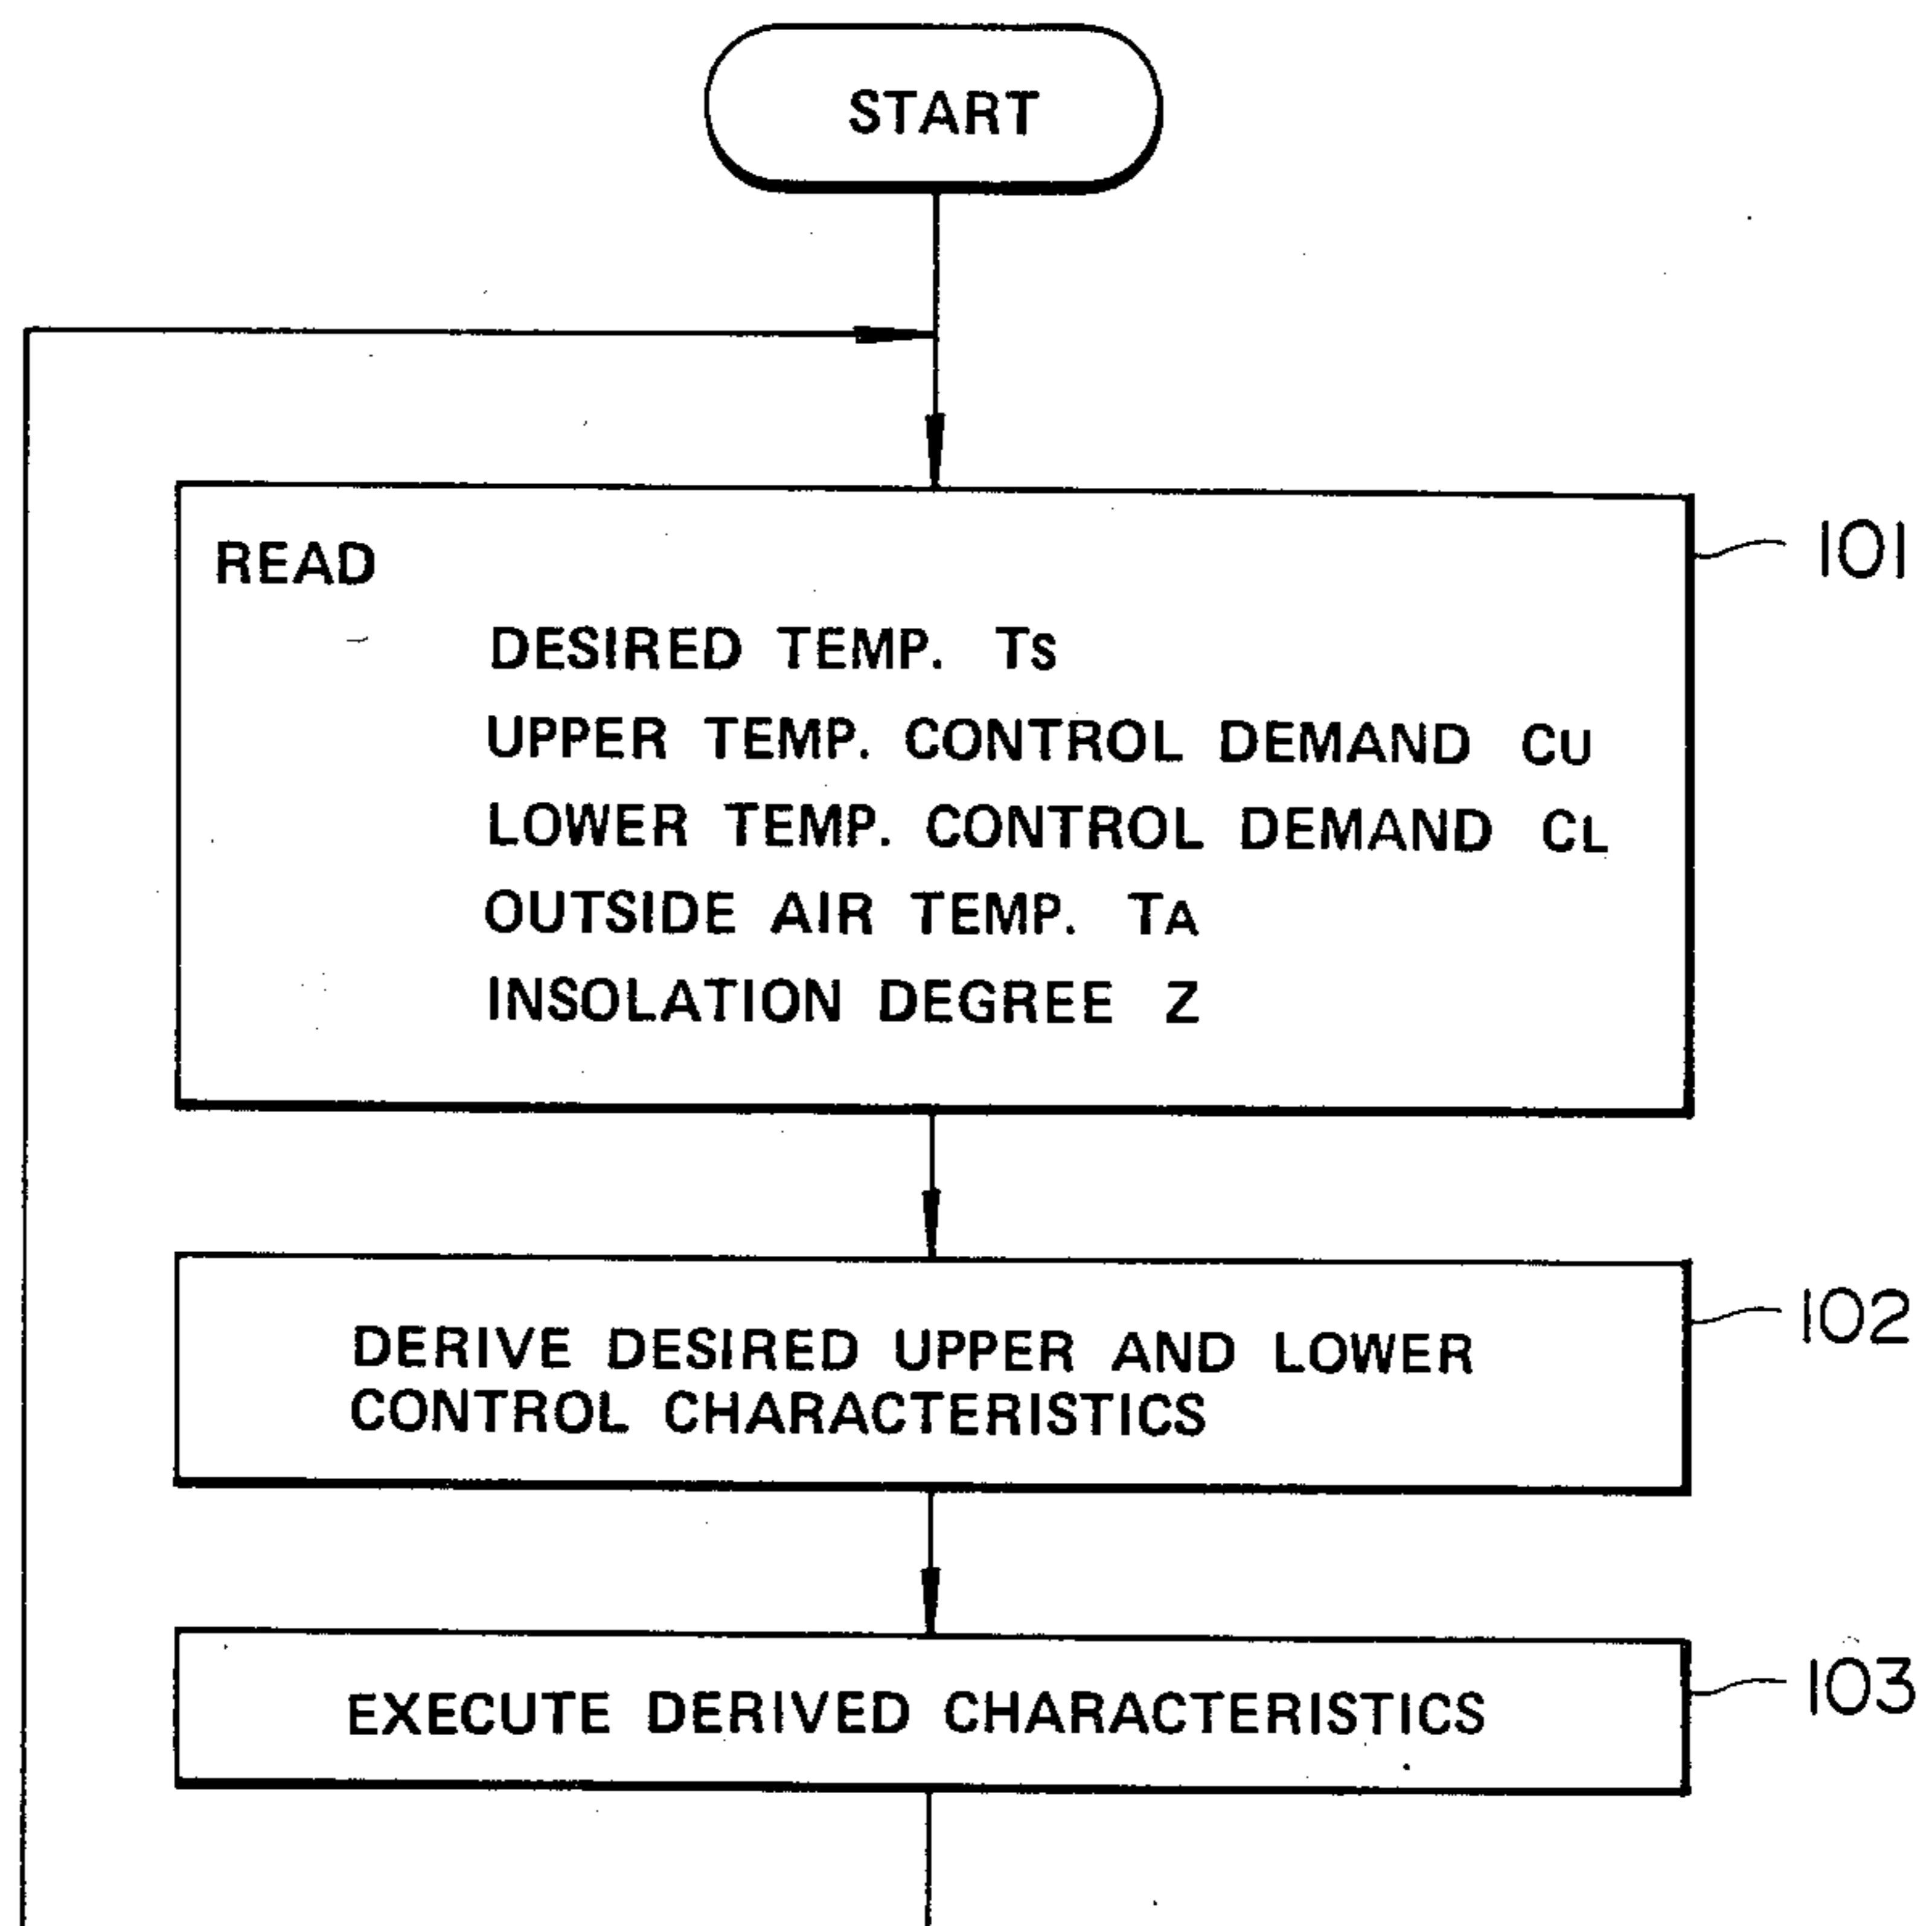 START
READ
101
DESIRED TEMP. Ts
UPPER TEMP. CONTROL DEMAND CU
LOWER TEMP. CONTROL DEMAND CL
OUTSIDE AIR TEMP. TA
INSOLATION DEGREE Z
102
DERIVE DESIRED UPPER AND LOWER
CONTROL CHARACTERISTICS
103
EXECUTE DERIVED CHARACTERISTICS